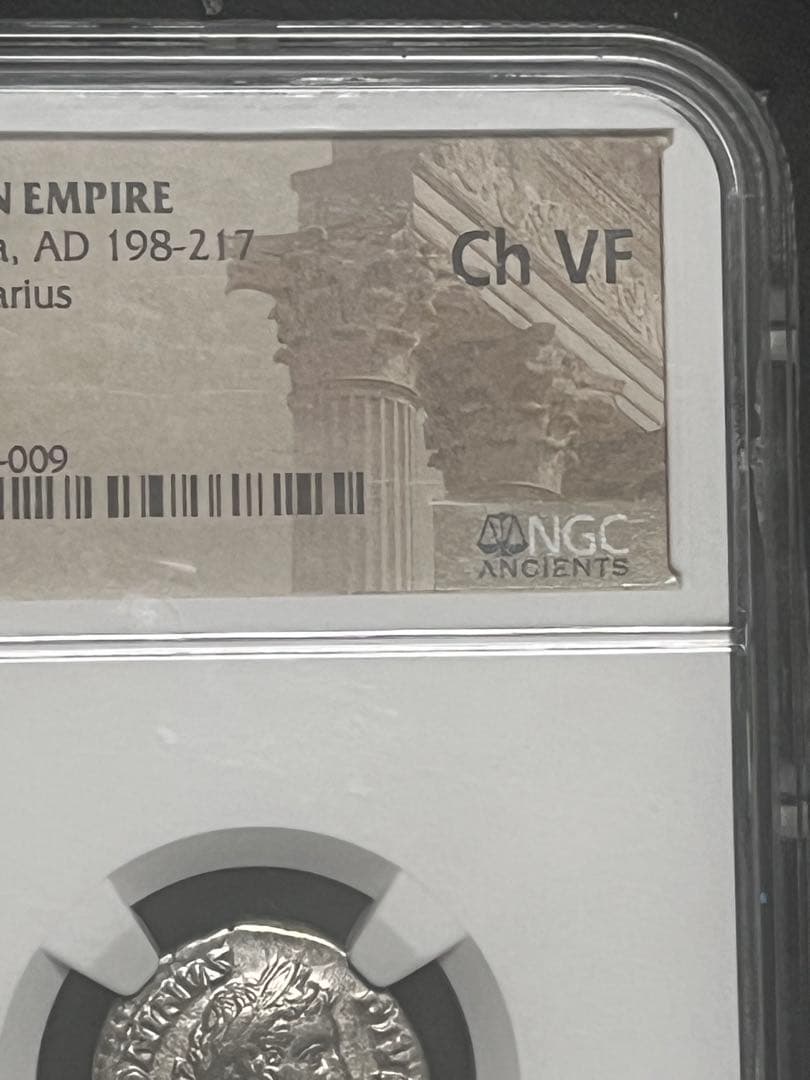 N EMPIRE
a, AD 198-217
arius
Ch VF
-009
NGC
ANCIENTS